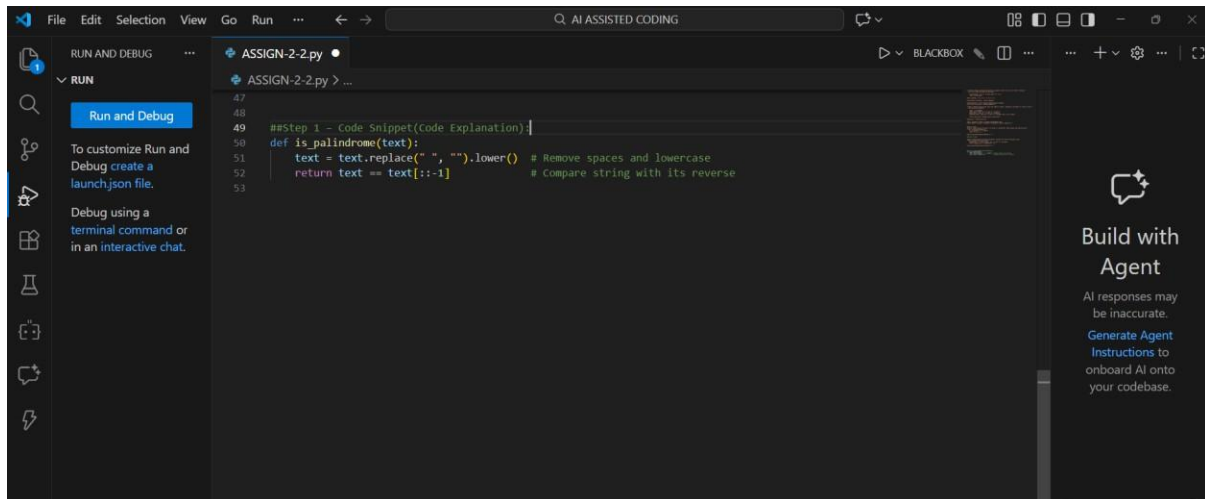 File Edit Selection View Go Run ... AI ASSISTED CODING
RUN AND DEBUG ...
RUN
Run and Debug
To customize Run and
Debug create a
launch.json file.
Debug using a
terminal command or
in an interactive chat.
1
ASSIGN-2-2.py
BLACKBOX
ASSIGN-2-2.py > ...
47
48
49 ##Step 1 – Code Snippet(Code Explanation):
50 def is_palindrome(text):
51 text = text.replace(" ", "").lower() # Remove spaces and lowercase
52 return text == text[::-1] # Compare string with its reverse
53
Build with
Agent
AI responses may
be inaccurate.
Generate Agent
Instructions to
onboard AI onto
your codebase.